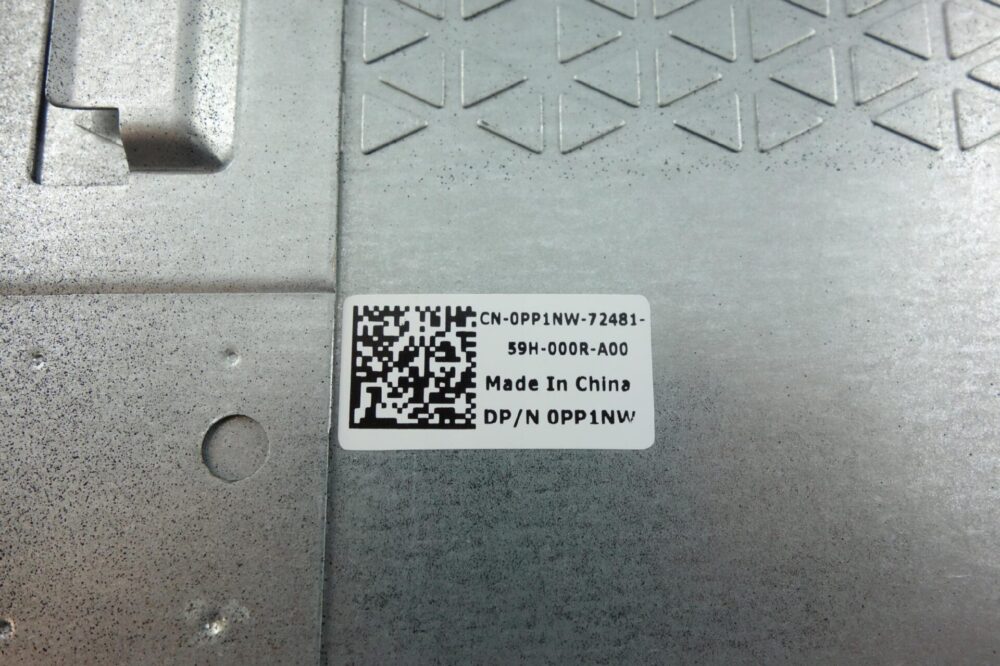 CN-0PP1NW-72481-
59H-000R-A00
Made In China
DP/N 0PP1NW